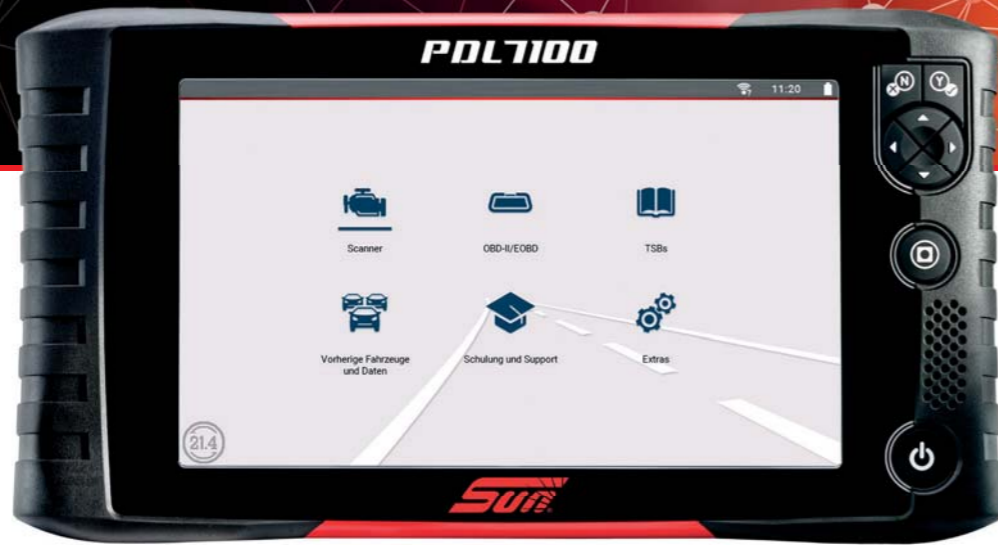 PDL7100
11:20
Scanner
OBD-II/EOBD
TSBs
Vorherige Fahrzeuge
und Daten
Schulung und Support
Extras
21.4
Sun
N
Y